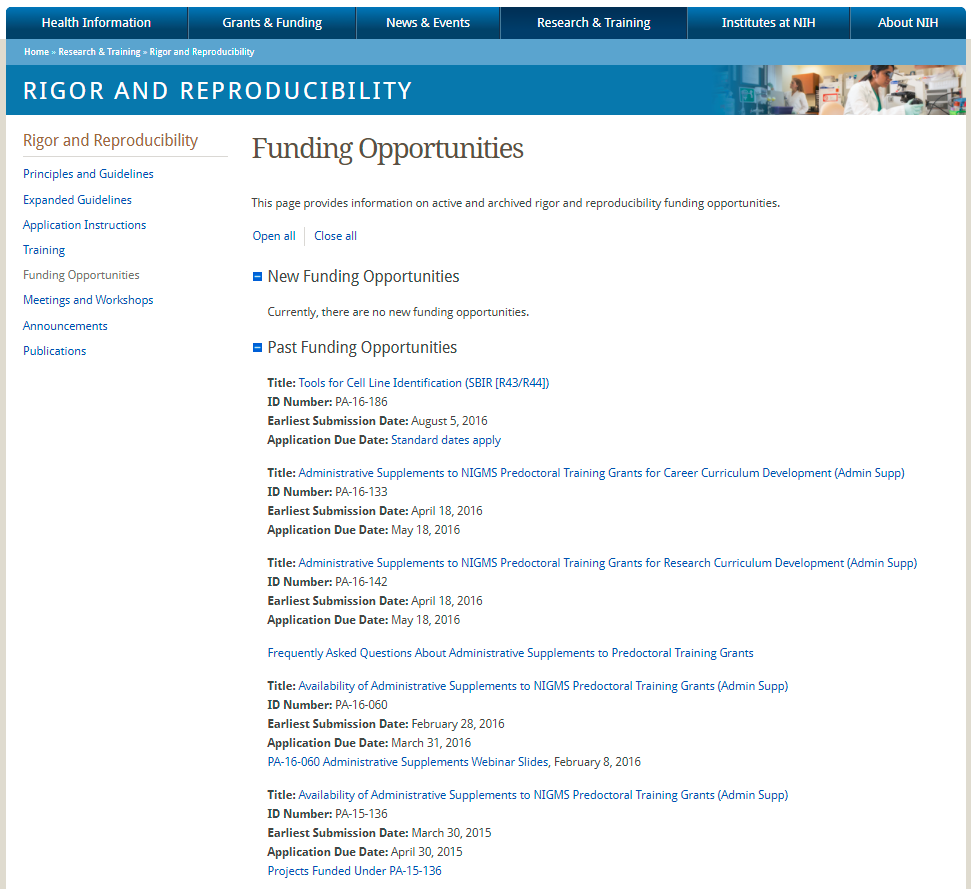 Health Information Grants & Funding News & Events Research & Training Institutes at NIH About NIH
Home » Research & Training » Rigor and Reproducibility
RIGOR AND REPRODUCIBILITY
Rigor and Reproducibility
Principles and Guidelines
Expanded Guidelines
Application Instructions
Training
Funding Opportunities
Meetings and Workshops
Announcements
Publications
Funding Opportunities
This page provides information on active and archived rigor and reproducibility funding opportunities.
Open all | Close all
New Funding Opportunities
Currently, there are no new funding opportunities.
Past Funding Opportunities
Title: Tools for Cell Line Identification (SBIR [R43/R44])
ID Number: PA-16-186
Earliest Submission Date: August 5, 2016
Application Due Date: Standard dates apply
Title: Administrative Supplements to NIGMS Predoctoral Training Grants for Career Curriculum Development (Admin Supp)
ID Number: PA-16-133
Earliest Submission Date: April 18, 2016
Application Due Date: May 18, 2016
Title: Administrative Supplements to NIGMS Predoctoral Training Grants for Research Curriculum Development (Admin Supp)
ID Number: PA-16-142
Earliest Submission Date: April 18, 2016
Application Due Date: May 18, 2016
Frequently Asked Questions About Administrative Supplements to Predoctoral Training Grants
Title: Availability of Administrative Supplements to NIGMS Predoctoral Training Grants (Admin Supp)
ID Number: PA-16-060
Earliest Submission Date: February 28, 2016
Application Due Date: March 31, 2016
PA-16-060 Administrative Supplements Webinar Slides, February 8, 2016
Title: Availability of Administrative Supplements to NIGMS Predoctoral Training Grants (Admin Supp)
ID Number: PA-15-136
Earliest Submission Date: March 30, 2015
Application Due Date: April 30, 2015
Projects Funded Under PA-15-136